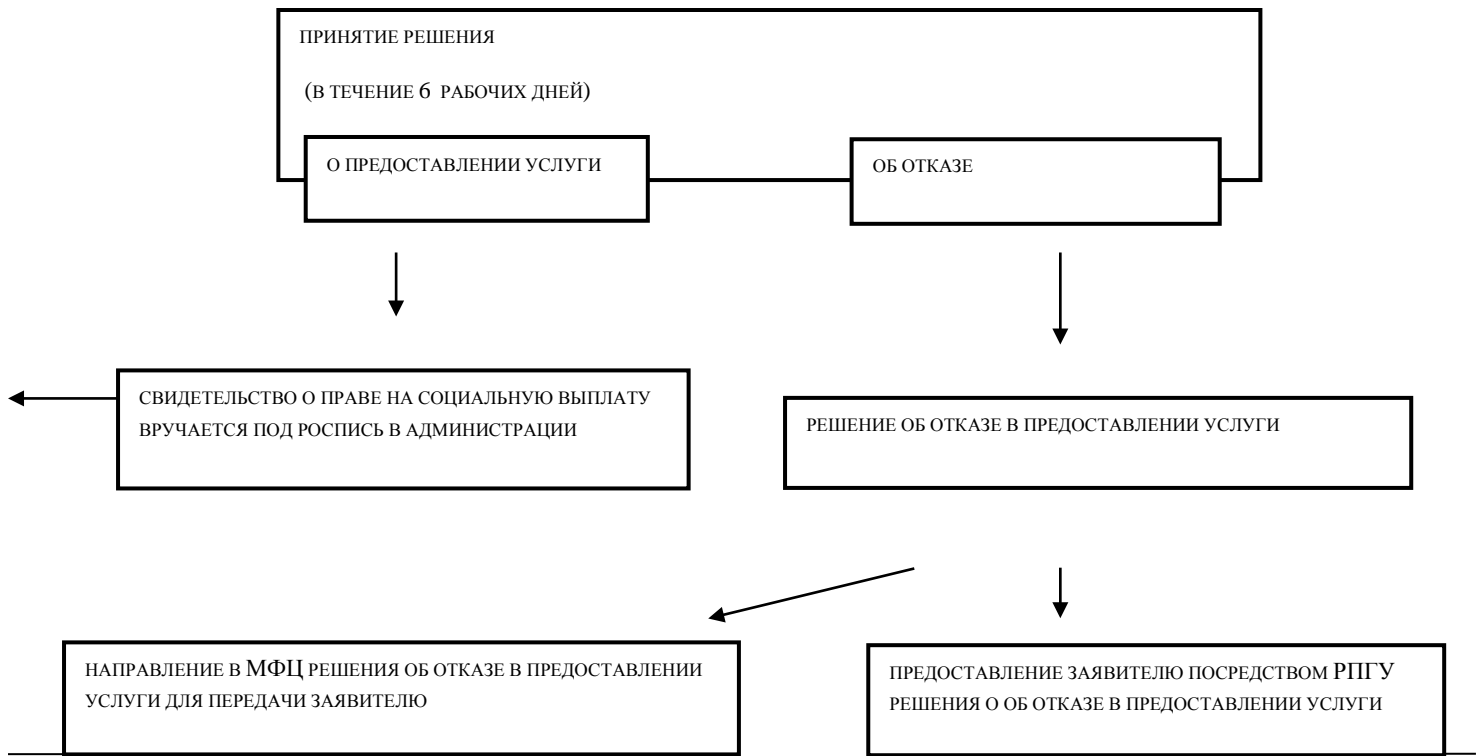 ПРИНЯТИЕ РЕШЕНИЯ
(В ТЕЧЕНИЕ 6 РАБОЧИХ ДНЕЙ)
О ПРЕДОСТАВЛЕНИИ УСЛУГИ
ОБ ОТКАЗЕ
СВИДЕТЕЛЬСТВО О ПРАВЕ НА СОЦИАЛЬНУЮ ВЫПЛАТУ
ВРУЧАЕТСЯ ПОД РОСПИСЬ В АДМИНИСТРАЦИИ
РЕШЕНИЕ ОБ ОТКАЗЕ В ПРЕДОСТАВЛЕНИИ УСЛУГИ
НАПРАВЛЕНИЕ В МФЦ РЕШЕНИЯ ОБ ОТКАЗЕ В ПРЕДОСТАВЛЕНИИ
УСЛУГИ ДЛЯ ПЕРЕДАЧИ ЗАЯВИТЕЛЮ
ПРЕДОСТАВЛЕНИЕ ЗАЯВИТЕЛЮ ПОСРЕДСТВОМ РПГУ
РЕШЕНИЯ О ОБ ОТКАЗЕ В ПРЕДОСТАВЛЕНИИ УСЛУГИ